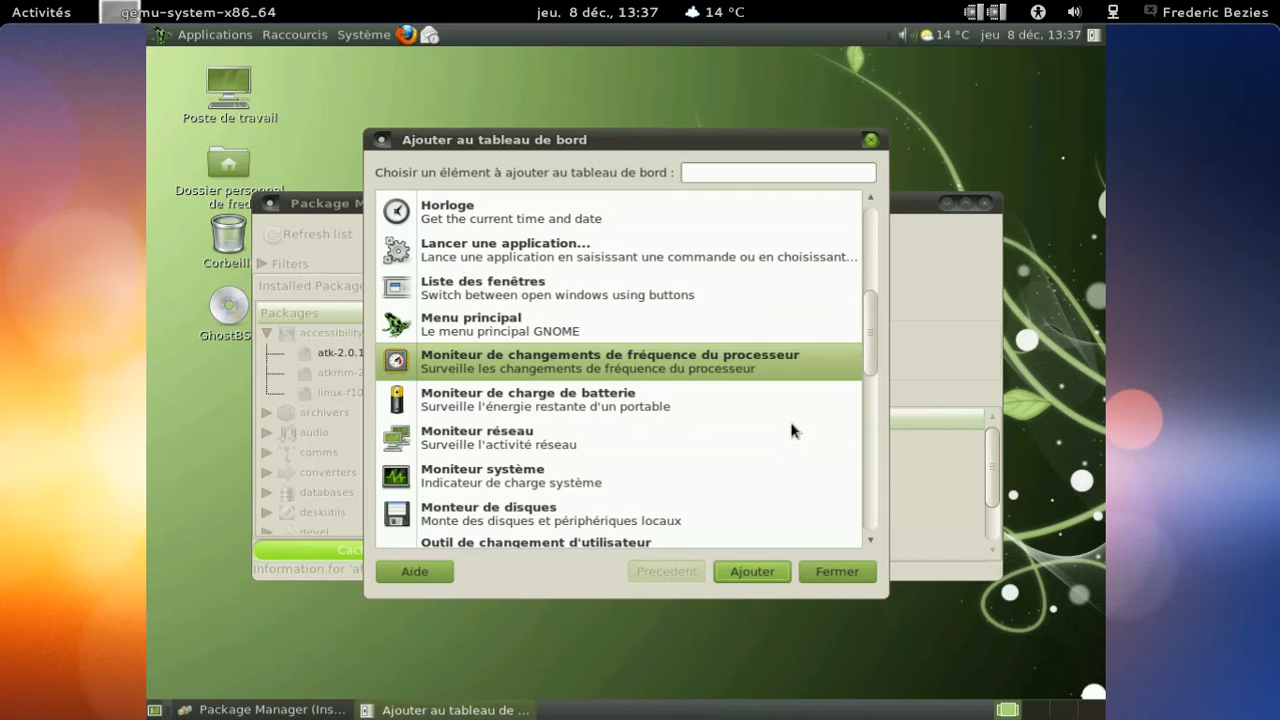 Activités
qemu-system-x86_64
jeu. 8 déc, 13:37
14 °C
Frederic Bezies
Applications Raccourcis Système
14 °C
jeu 8 déc, 13:37
Poste de travail
Dossier personnel
de fred
Corbeill
GhostBS
Package M
Refresh list
Filters
Installed Package
Packages
accessibility
atk-2.0.1
atkmm-2
linux-f10
archivers
audio
comms
converters
databases
deskutils
devel
Information for 'at
Ajouter au tableau de bord
Choisir un élément à ajouter au tableau de bord :
Horloge
Get the current time and date
Lancer une application...
Lance une application en saisissant une commande ou en choisissant...
Liste des fenêtres
Switch between open windows using buttons
Menu principal
Le menu principal GNOME
Moniteur de changements de fréquence du processeur
Surveille les changements de fréquence du processeur
Moniteur de charge de batterie
Surveille l'énergie restante d'un portable
Moniteur réseau
Surveille l'activité réseau
Moniteur système
Indicateur de charge système
Monteur de disques
Monte des disques et périphériques locaux
Outil de changement d'utilisateur
Aide
Précédent
Ajouter
Fermer
Package Manager (Ins...
Ajouter au tableau de ...